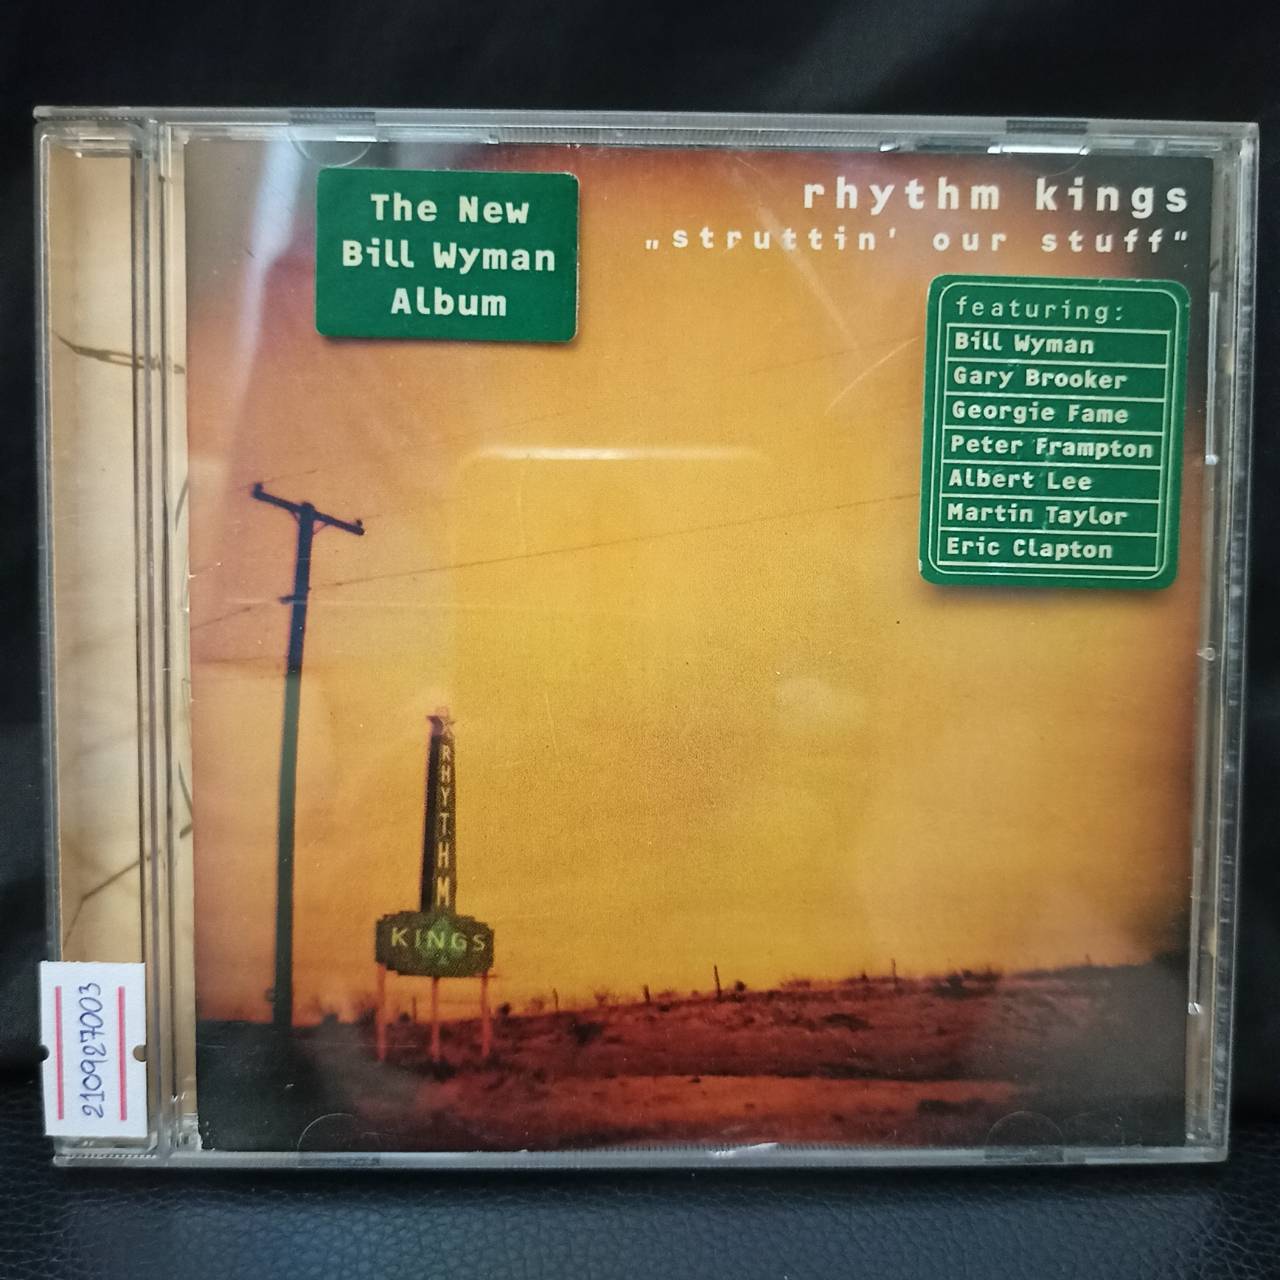 The New
Bill Wyman
Album
rhythm kings
„struttin' our stuff“
featuring:
Bill Wyman
Gary Brooker
Georgie Fame
Peter Frampton
Albert Lee
Martin Taylor
Eric Clapton
RHYTHM
KINGS
210927003